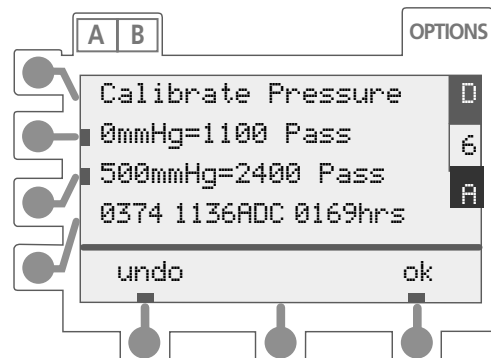 A B
OPTIONS
Calibrate Pressure D
0mmHg=1100 Pass 6
500mmHg=2400 Pass A
0374 1136ADC 0169hrs
undo ok